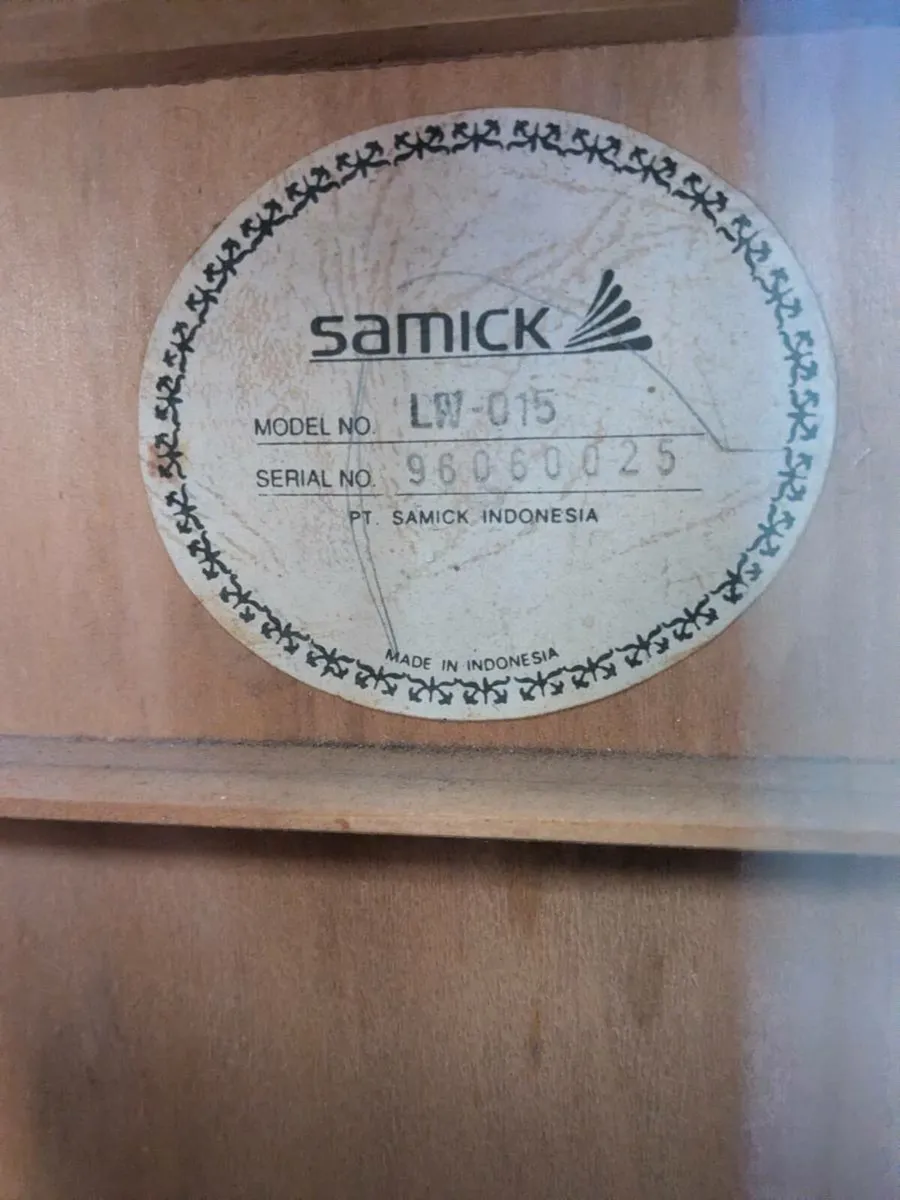 SAMICK
MODEL NO. LW-015
SERIAL NO. 96060025
PT. SAMICK INDONESIA
MADE IN INDONESIA